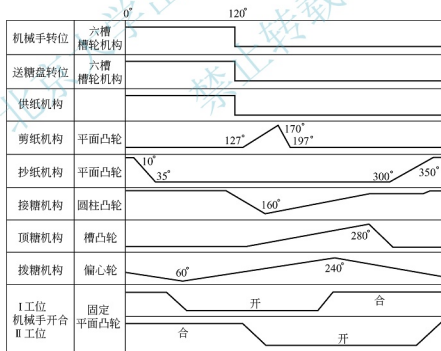 0° 120°
机械手转位 六槽槽轮机构
送糖盘转位 六槽槽轮机构
供纸机构
剪纸机构 平面凸轮 127° 170° 197°
抄纸机构 平面凸轮 10° 35° 300° 350°
接糖机构 圆柱凸轮 160°
顶糖机构 槽凸轮 280°
拨糖机构 偏心轮 60° 240°
Ⅰ工位 开 合
机械手开合 固定平面凸轮
Ⅱ工位 合 开
禁止转载